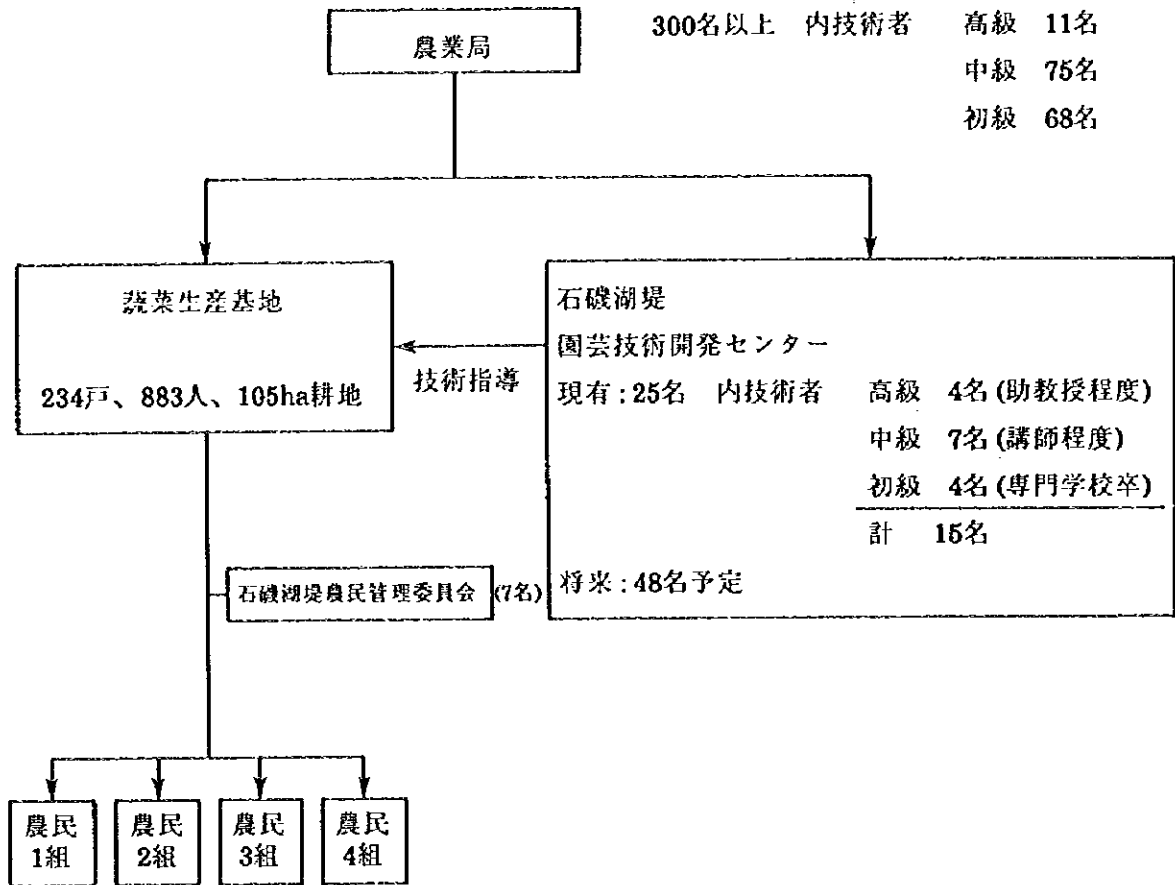 農業局
300名以上 内技術者 高級 11名
中級 75名
初級 68名
蔬菜生産基地
234戸、883人、105ha耕地
技術指導
石磯湖堤
園芸技術開発センター
現有：25名 内技術者 高級 4名(助教授程度)
中級 7名(講師程度)
初級 4名(専門学校卒)
計 15名
将来：48名予定
石磯湖堤農民管理委員会 (7名)
農民
1組
農民
2組
農民
3組
農民
4組